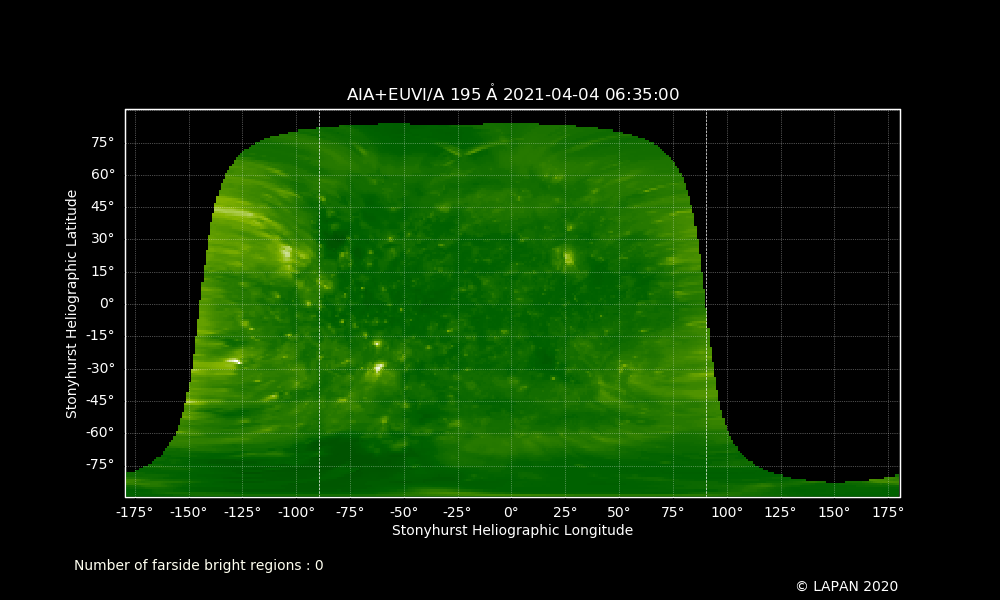 AIA+EUVI/A 195 Å 2021-04-04 06:35:00
Stonyhurst Heliographic Latitude
75°
60°
45°
30°
15°
0°
-15°
-30°
-45°
-60°
-75°
-175° -150° -125° -100° -75° -50° -25° 0° 25° 50° 75° 100° 125° 150° 175°
Stonyhurst Heliographic Longitude
Number of farside bright regions : 0
© LAPAN 2020